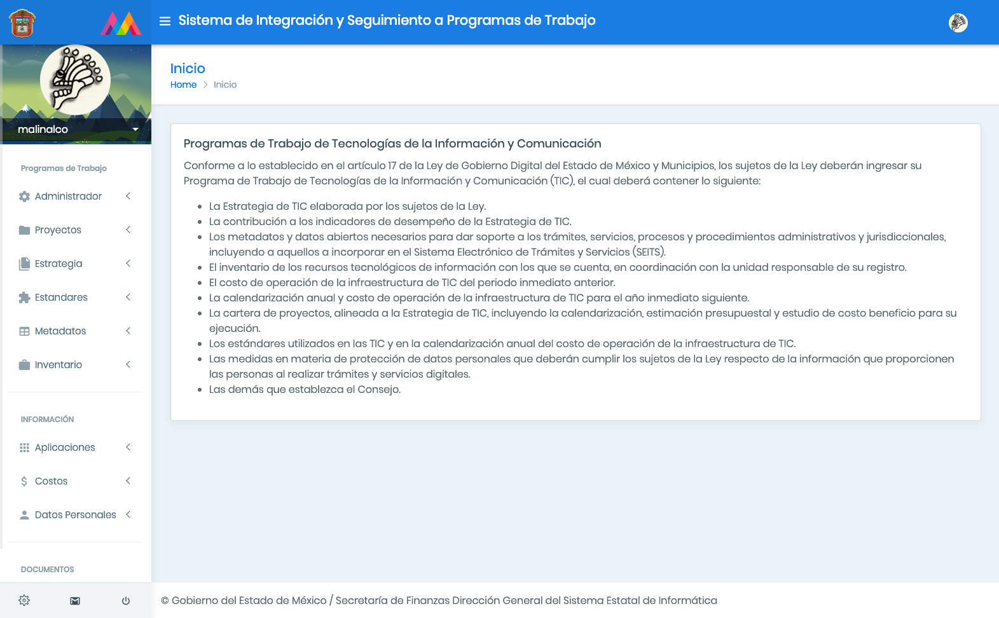 Sistema de Integración y Seguimiento a Programas de Trabajo
malinalco
Programas de Trabajo
Administrador
Proyectos
Estrategia
Estandares
Metadatos
Inventario
INFORMACIÓN
Aplicaciones
Costos
Datos Personales
DOCUMENTOS
Inicio
Home > Inicio
Programas de Trabajo de Tecnologías de la Información y Comunicación
Conforme a lo establecido en el artículo 17 de la Ley de Gobierno Digital del Estado de México y Municipios, los sujetos de la Ley deberán ingresar su
Programa de Trabajo de Tecnologías de la Información y Comunicación (TIC), el cual deberá contener lo siguiente:
• La Estrategia de TIC elaborada por los sujetos de la Ley.
• La contribución a los indicadores de desempeño de la Estrategia de TIC.
• Los metadatos y datos abiertos necesarios para dar soporte a los trámites, servicios, procesos y procedimientos administrativos y jurisdiccionales,
incluyendo a aquellos a incorporar en el Sistema Electrónico de Trámites y Servicios (SEITS).
• El inventario de los recursos tecnológicos de información con los que se cuenta, en coordinación con la unidad responsable de su registro.
• El costo de operación de la infraestructura de TIC del periodo inmediato anterior.
• La calendarización anual y costo de operación de la infraestructura de TIC para el año inmediato siguiente.
• La cartera de proyectos, alineada a la Estrategia de TIC, incluyendo la calendarización, estimación presupuestal y estudio de costo beneficio para su
ejecución.
• Los estándares utilizados en las TIC y en la calendarización anual del costo de operación de la infraestructura de TIC.
• Las medidas en materia de protección de datos personales que deberán cumplir los sujetos de la Ley respecto de la información que proporcionen
las personas al realizar trámites y servicios digitales.
• Las demás que establezca el Consejo.
© Gobierno del Estado de México / Secretaría de Finanzas Dirección General del Sistema Estatal de Informática